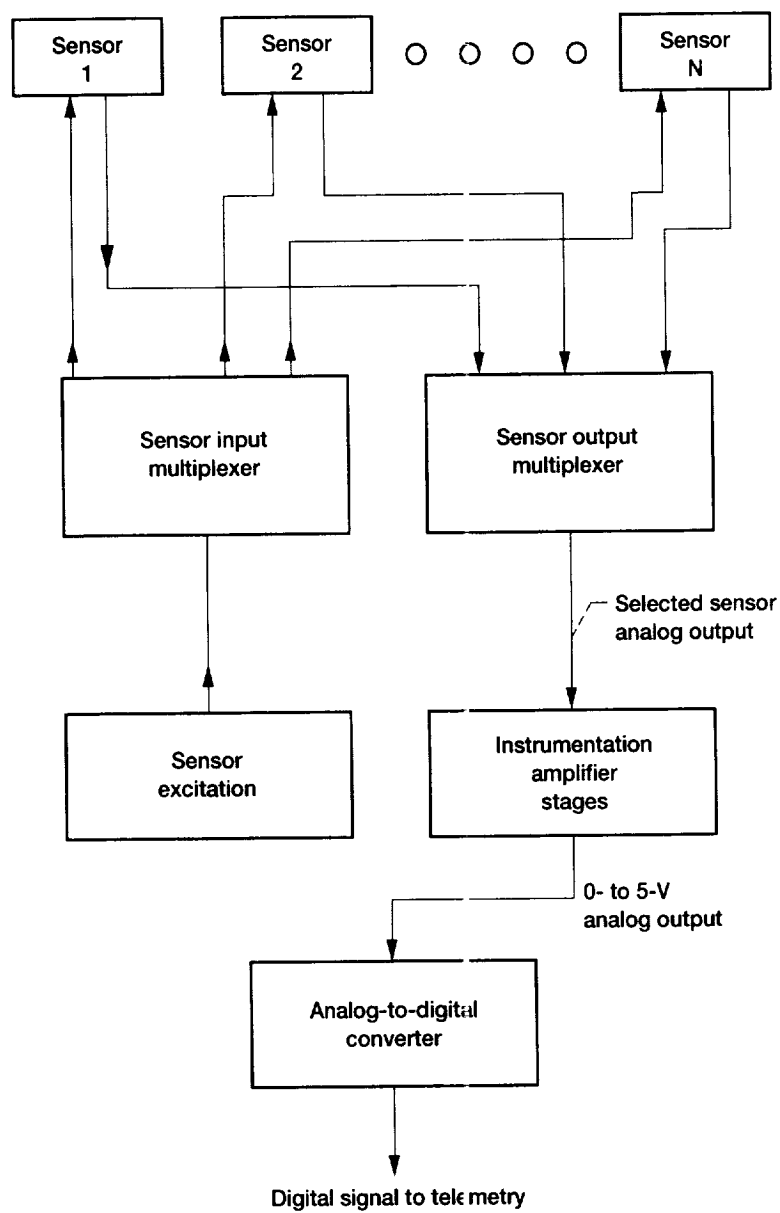 Sensor
1
Sensor
2
Sensor
N
Sensor input
multiplexer
Sensor output
multiplexer
Selected sensor
analog output
Sensor
excitation
Instrumentation
amplifier
stages
0- to 5-V
analog output
Analog-to-digital
converter
Digital signal to telemetry